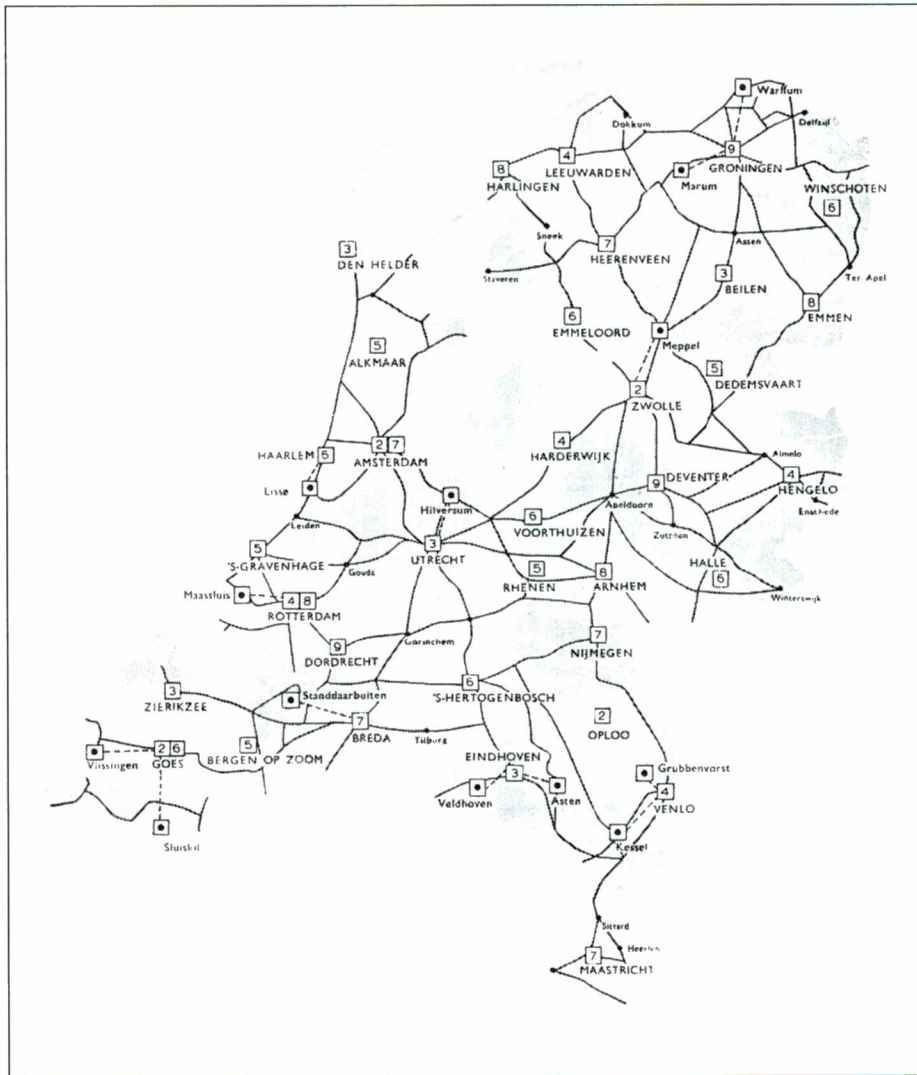 Warffum
Dokkum
Delfzijl
9
GRONINGEN
4
LEEUWARDEN
8
HARLINGEN
Marum
WINSCHOTEN
6
Sneek
Assen
7
HEERENVEEN
3
DEN HELDER
Staveren
Ter Apel
3
BEILEN
8
EMMEN
6
EMMELOORD
Meppel
5
ALKMAAR
5
DEDEMSVAART
2
ZWOLLE
4
HARDERWIJK
2 7
AMSTERDAM
HAARLEM 6
Almelo
4
HENGELO
Enschede
9
DEVENTER
Lisse
Hilversum
Apeldoorn
Leiden
6
VOORTHUIZEN
Zutphen
3
UTRECHT
5
'S-GRAVENHAGE
Gouda
HALLE
6
5
RHENEN
8
ARNHEM
Winterswijk
Maassluis
4 8
ROTTERDAM
Gorinchem
9
DORDRECHT
7
NIJMEGEN
3
ZIERIKZEE
Standdaarbuiten
6
'S-HERTOGENBOSCH
7
BREDA
Tilburg
2
OPLOO
5
BERGEN OP ZOOM
2 6
GOES
Vlissingen
EINDHOVEN
3
Veldhoven
Asten
Grubbenvorst
4
VENLO
Sluiskil
Kessel
Sittard
Heerlen
7
MAASTRICHT